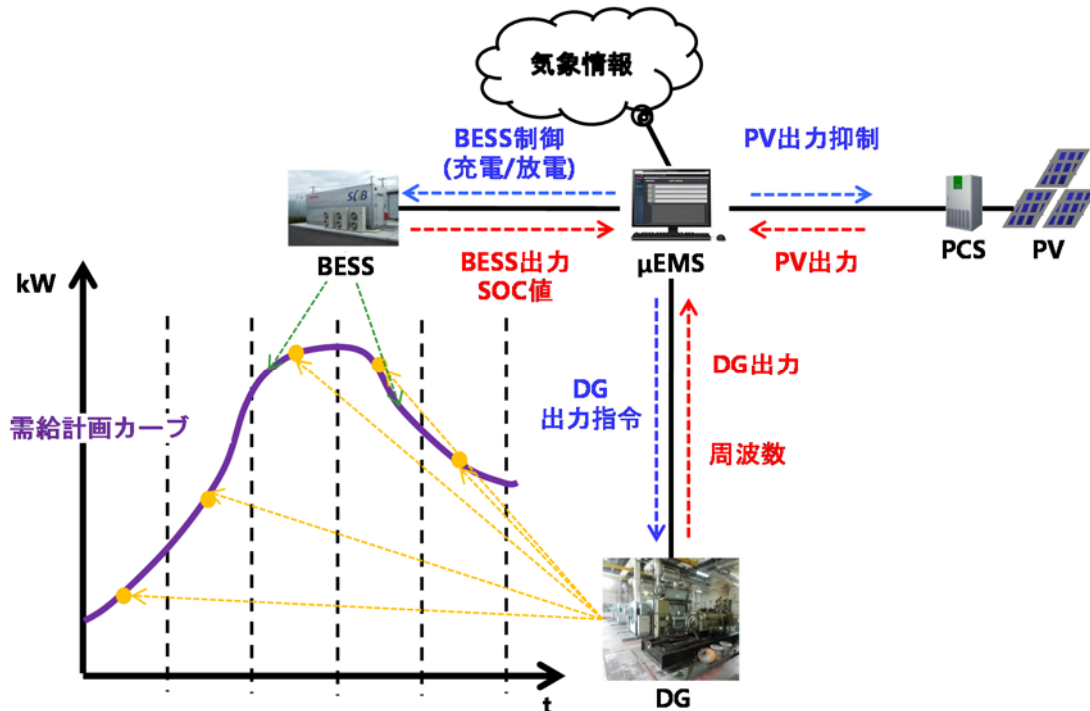 気象情報
BESS制御
(充電/放電)
PV出力抑制
SCiB
BESS
BESS出力
SOC値
μEMS
PV出力
PCS
PV
kW
需給計画カーブ
DG
出力指令
DG出力
周波数
t
DG